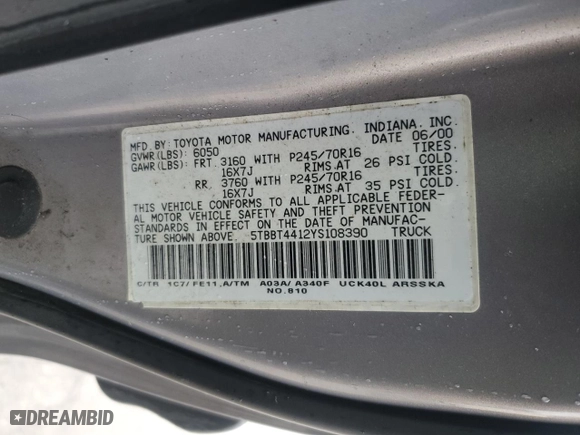 MFD.BY: TOYOTA MOTOR MANUFACTURING. INDIANA. INC.
GVWR(LBS): 6050 06/00
GAWR(LBS): FRT. 3160 WITH P245/70R16 TIRES.
16X7J RIMS.AT 26 PSI COLD.
RR. 3760 WITH P245/70R16 TIRES.
16X7J RIMS.AT 35 PSI COLD.
THIS VEHICLE CONFORMS TO ALL APPLICABLE FEDER-
AL MOTOR VEHICLE SAFETY AND THEFT PREVENTION
STANDARDS IN EFFECT ON THE DATE OF MANUFAC-
TURE SHOWN ABOVE. 5TBBT4412YS108390 TRUCK
C/TR 1C7/FE11,A/TM A03A/A340F UCK40L ARSSKA
NO.810
DREAMBID